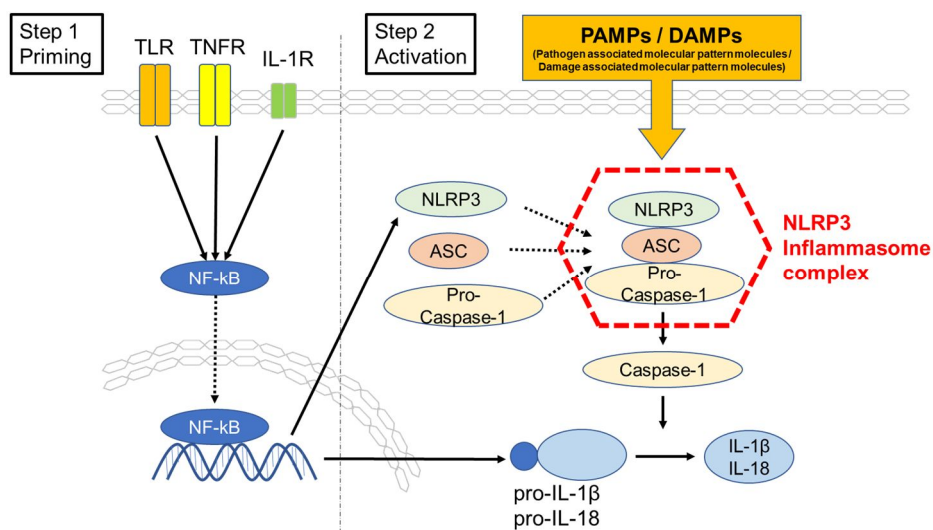 Step 1
Priming
TLR
TNFR
IL-1R
NF-kB
NF-kB
Step 2
Activation
PAMPs / DAMPs
(Pathogen associated molecular pattern molecules/
Damage associated molecular pattern molecules)
NLRP3
ASC
Pro-
Caspase-1
NLRP3
ASC
Pro-
Caspase-1
NLRP3
Inflammasome
complex
Caspase-1
pro-IL-1β
pro-IL-18
IL-1β
IL-18